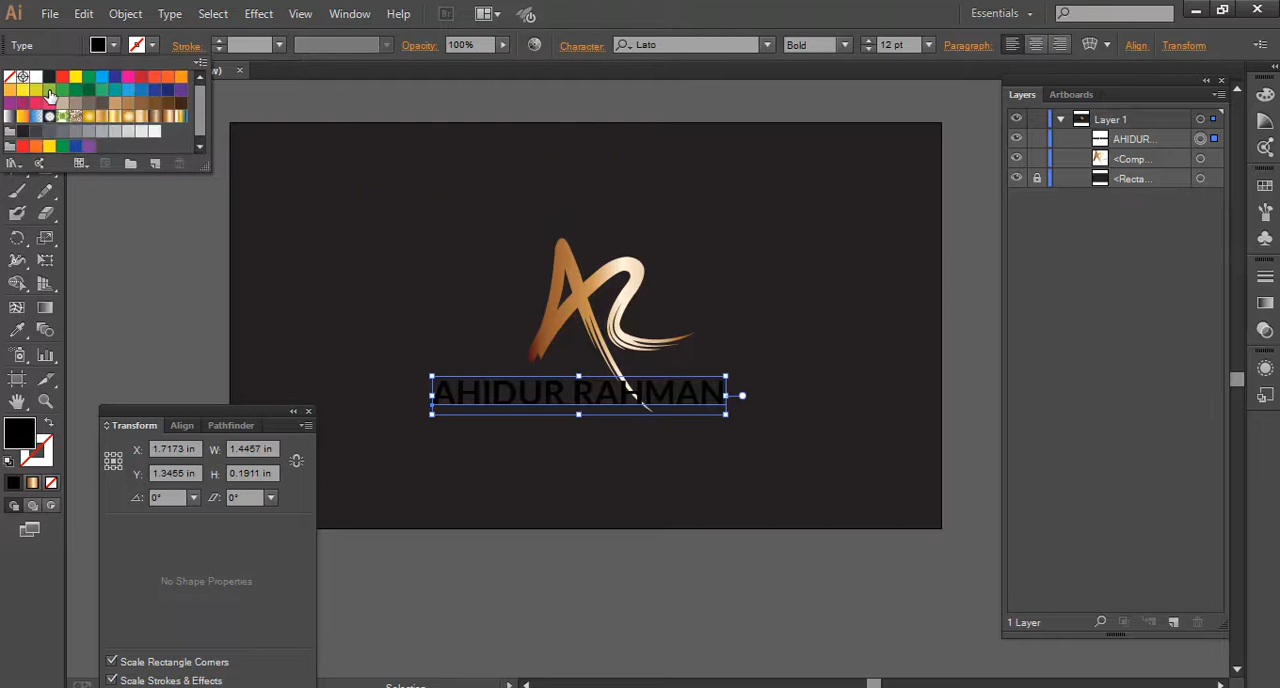 Ai File Edit Object Type Select Effect View Window Help Br Essentials
Type Stroke: Opacity: 100% Character: Lato Bold 12 pt Paragraph: Align Transform
Layers Artboards
Layer 1
AHIDUR...
<Comp...
<Recta...
AR
AHIDUR RAHMAN
Transform Align Pathfinder
X: 1.7173 in W: 1.4457 in
Y: 1.3455 in H: 0.1911 in
0° 0°
No Shape Properties
Scale Rectangle Corners
Scale Strokes & Effects
1 Layer